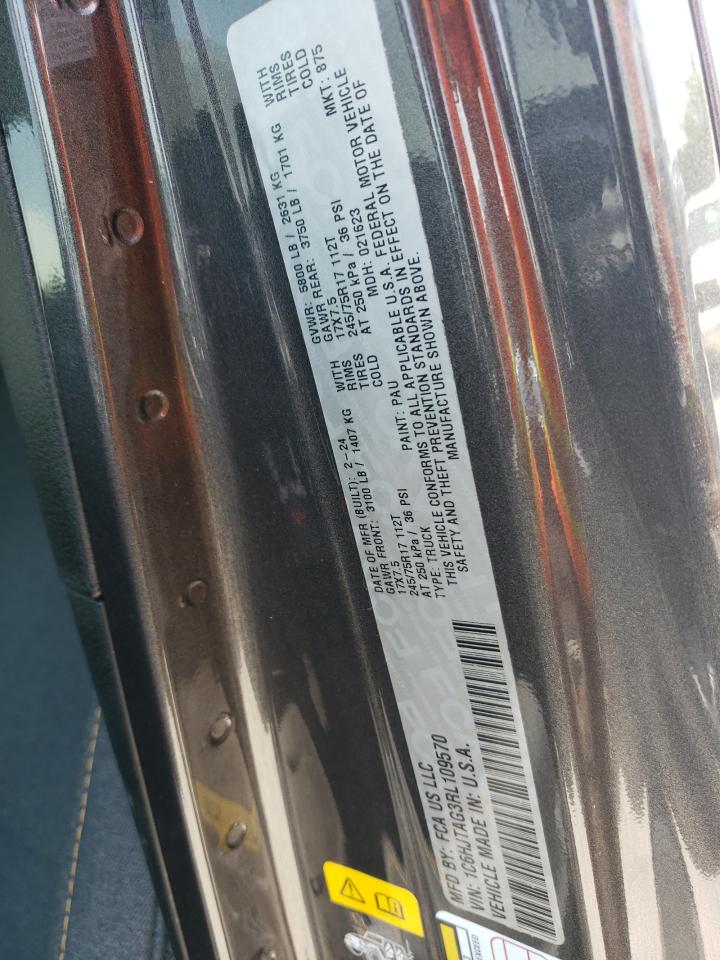 MFD BY: FCA US LLC
DATE OF MFR (BUILT): 2-24
GVWR: 5800 LB / 2631 KG
GAWR FRONT: 3100 LB / 1407 KG WITH
GAWR REAR: 3750 LB / 1701 KG WITH
17X7.5 RIMS
17X7.5 RIMS
245/75R17 112T TIRES
245/75R17 112T TIRES
AT 250 kPa / 36 PSI COLD
AT 250 kPa / 36 PSI COLD
VIN: 1C6HJTAG3RL109570
TYPE: TRUCK
PAINT: PAU
MDH: 021623
MKT: 875
VEHICLE MADE IN: U.S.A.
THIS VEHICLE CONFORMS TO ALL APPLICABLE U.S.A. FEDERAL MOTOR VEHICLE
SAFETY AND THEFT PREVENTION STANDARDS IN EFFECT ON THE DATE OF
MANUFACTURE SHOWN ABOVE.